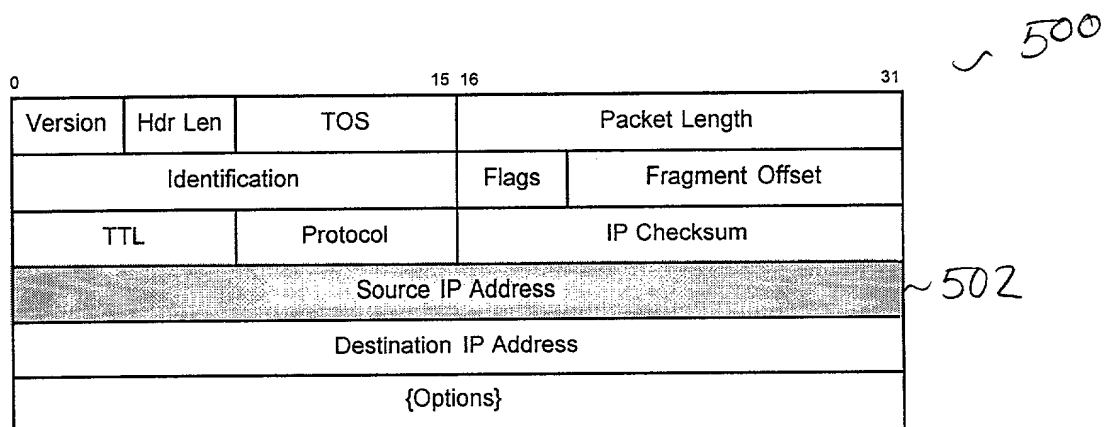 500
0 15 16 31
Version Hdr Len TOS Packet Length
Identification Flags Fragment Offset
TTL Protocol IP Checksum
Source IP Address 502
Destination IP Address
{Options}